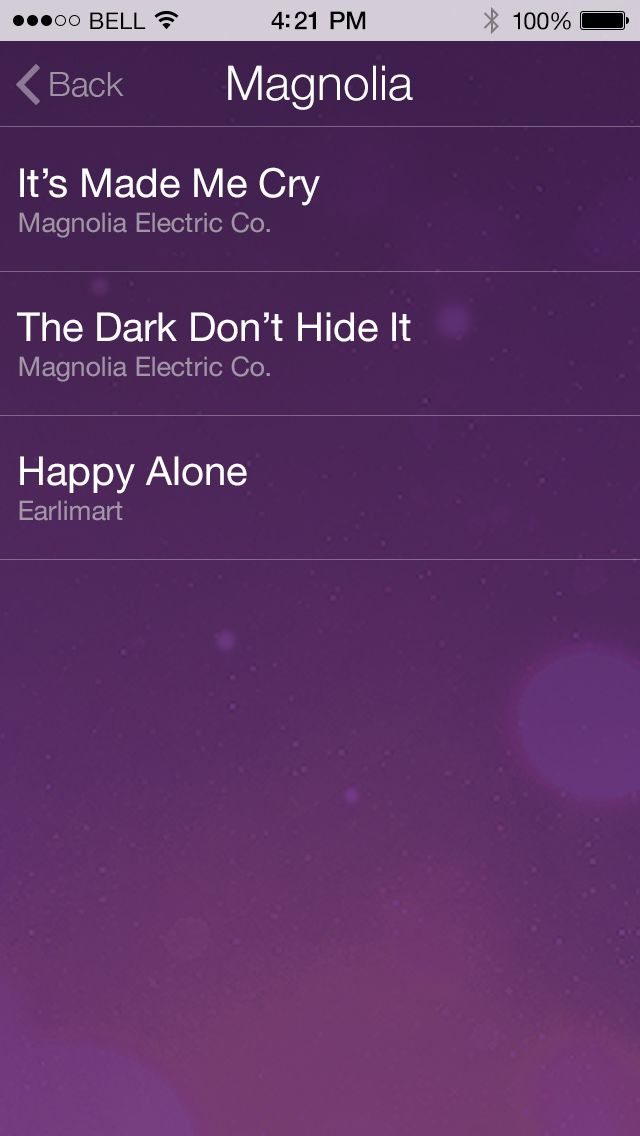 BELL 4:21 PM 100%
Back Magnolia
It’s Made Me Cry
Magnolia Electric Co.
The Dark Don’t Hide It
Magnolia Electric Co.
Happy Alone
Earlimart